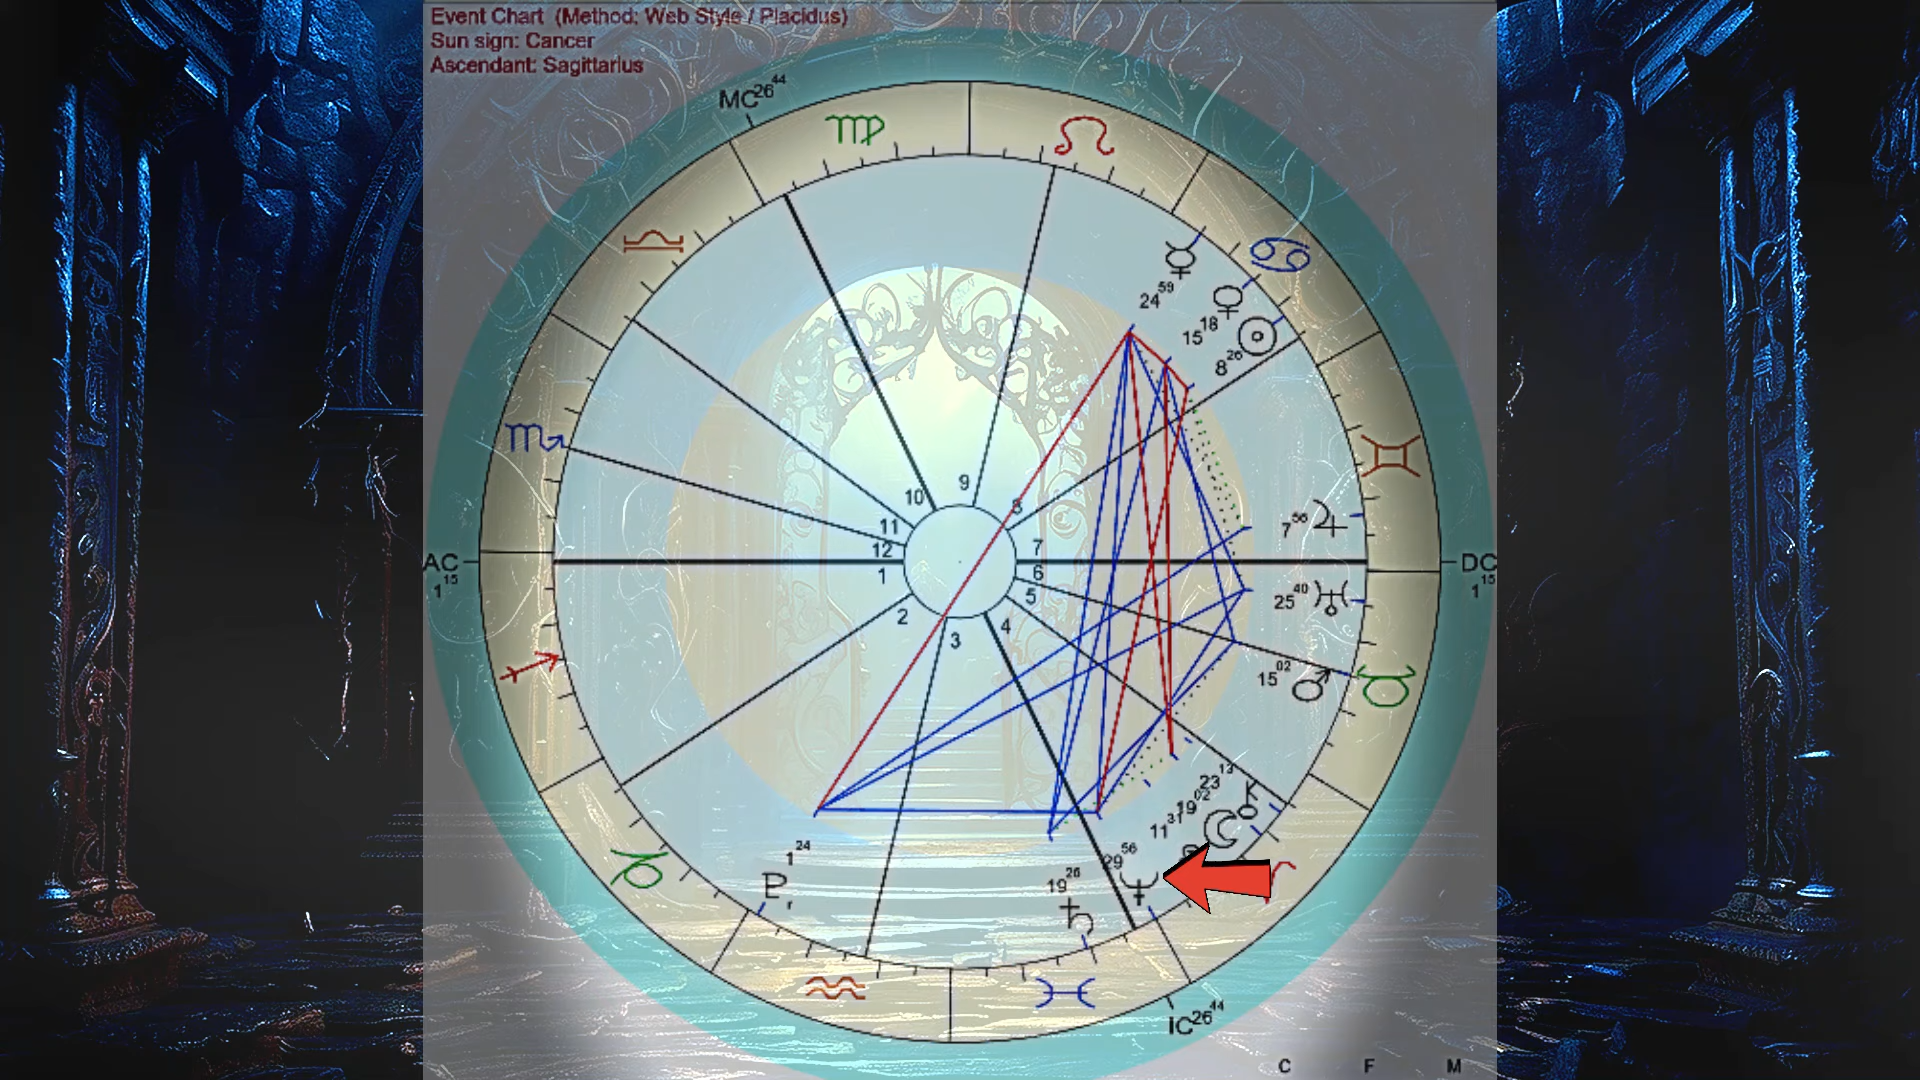 Event Chart (Method: Web Style / Placidus)
Sun sign: Cancer
Ascendant: Sagittarius
MC 26 44
24 59
15 18
8 26
10 9 8
11
12 7
AC 1 15
DC 1 15
1 6
2 5
3 4
7 56
25 40
15 02
23 13
19 02
11 31
29 56
19 26
1 24
r
IC 26 44
C F M